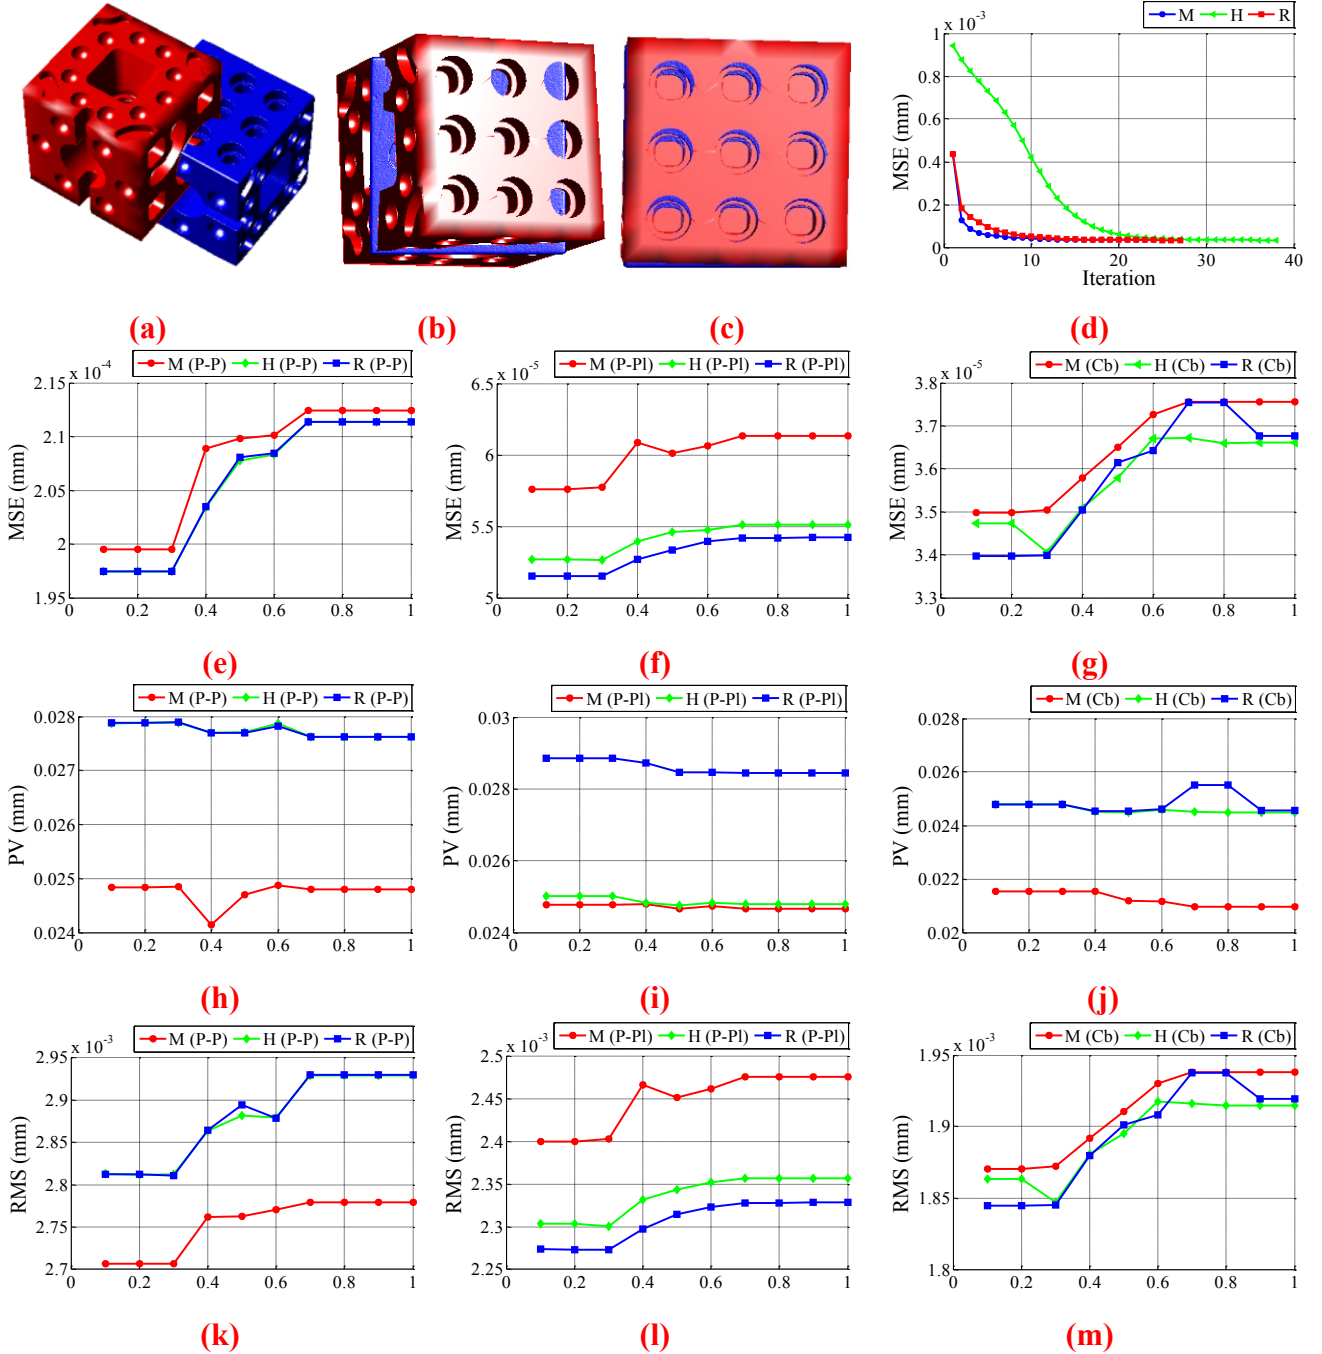 M H R
x 10^-3
1
0.8
0.6
0.4
0.2
0
MSE (mm)
0 10 20 30 40
Iteration
(a) (b) (c) (d)
M (P-P) H (P-P) R (P-P)
x 10^-4
2.115
2.11
2.105
2.1
2.05
2
1.95
MSE (mm)
0 0.2 0.4 0.6 0.8 1
M (P-Pl) H (P-Pl) R (P-Pl)
x 10^-5
6.5
6
5.5
5
MSE (mm)
0 0.2 0.4 0.6 0.8 1
M (Cb) H (Cb) R (Cb)
x 10^-5
3.8
3.7
3.6
3.5
3.4
3.3
MSE (mm)
0 0.2 0.4 0.6 0.8 1
(e) (f) (g)
M (P-P) H (P-P) R (P-P)
0.028
0.027
0.026
0.025
0.024
PV (mm)
0 0.2 0.4 0.6 0.8 1
M (P-Pl) H (P-Pl) R (P-Pl)
0.03
0.028
0.026
0.024
PV (mm)
0 0.2 0.4 0.6 0.8 1
M (Cb) H (Cb) R (Cb)
0.028
0.026
0.024
0.022
0.02
PV (mm)
0 0.2 0.4 0.6 0.8 1
(h) (i) (j)
M (P-P) H (P-P) R (P-P)
x 10^-3
2.95
2.9
2.85
2.8
2.75
2.7
RMS (mm)
0 0.2 0.4 0.6 0.8 1
M (P-Pl) H (P-Pl) R (P-Pl)
x 10^-3
2.5
2.45
2.4
2.35
2.3
2.25
RMS (mm)
0 0.2 0.4 0.6 0.8 1
M (Cb) H (Cb) R (Cb)
x 10^-3
1.95
1.9
1.85
1.8
RMS (mm)
0 0.2 0.4 0.6 0.8 1
(k) (l) (m)